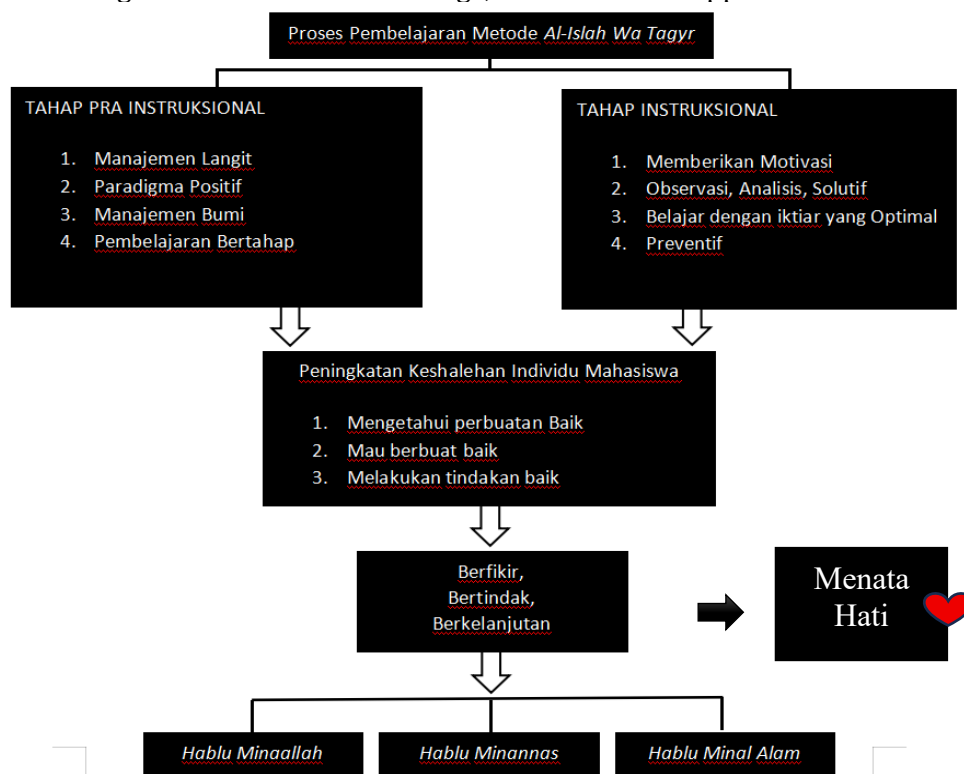 Proses Pembelajaran Metode Al-Islah Wa Tagyr
TAHAP PRA INSTRUKSIONAL
1. Manajemen Langit
2. Paradigma Positif
3. Manajemen Bumi
4. Pembelajaran Bertahap
TAHAP INSTRUKSIONAL
1. Memberikan Motivasi
2. Observasi, Analisis, Solutif
3. Belajar dengan iktiar yang Optimal
4. Preventif
Peningkatan Keshalehan Individu Mahasiswa
1. Mengetahui perbuatan Baik
2. Mau berbuat baik
3. Melakukan tindakan baik
Berfikir,
Bertindak,
Berkelanjutan
Menata
Hati
Hablu Minaallah
Hablu Minannas
Hablu Minal Alam